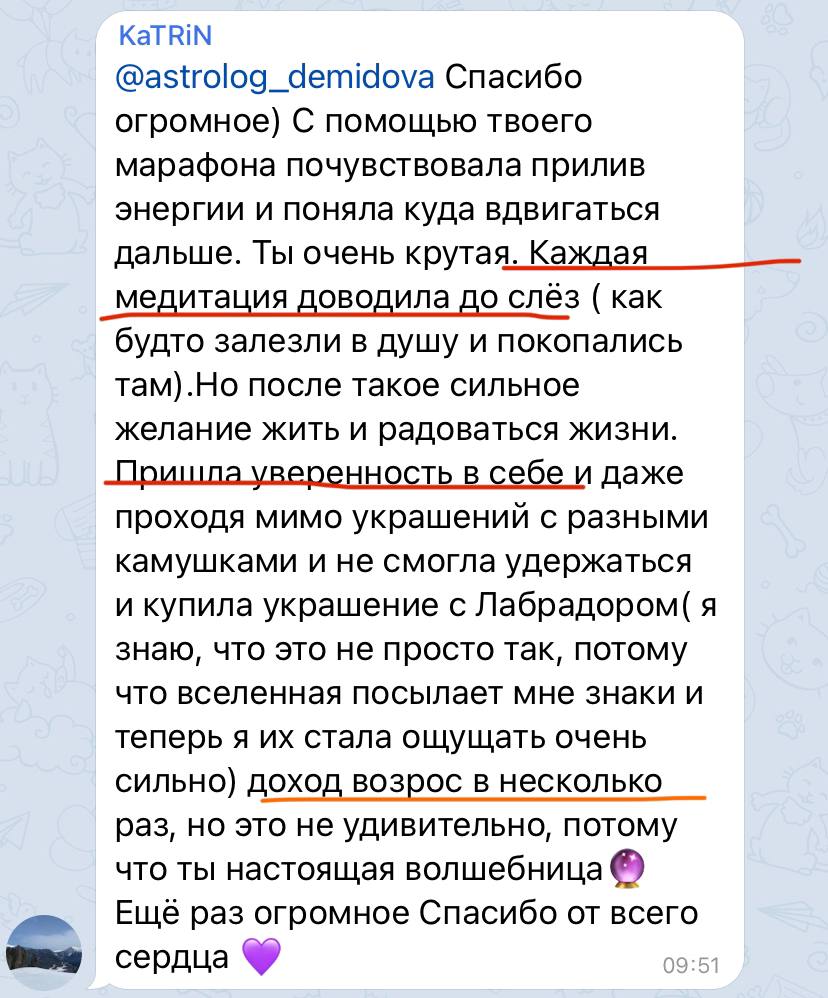 KaTRiN
@astrolog_demidova Спасибо
огромное) С помощью твоего
марафона почувствовала прилив
энергии и поняла куда вдвигаться
дальше. Ты очень крутая. Каждая
медитация доводила до слёз ( как
будто залезли в душу и покопались
там).Но после такое сильное
желание жить и радоваться жизни.
Пришла уверенность в себе и даже
проходя мимо украшений с разными
камушками и не смогла удержаться
и купила украшение с Лабрадором( я
знаю, что это не просто так, потому
что вселенная посылает мне знаки и
теперь я их стала ощущать очень
сильно) доход возрос в несколько
раз, но это не удивительно, потому
что ты настоящая волшебница🔮
Ещё раз огромное Спасибо от всего
сердца 💜
09:51